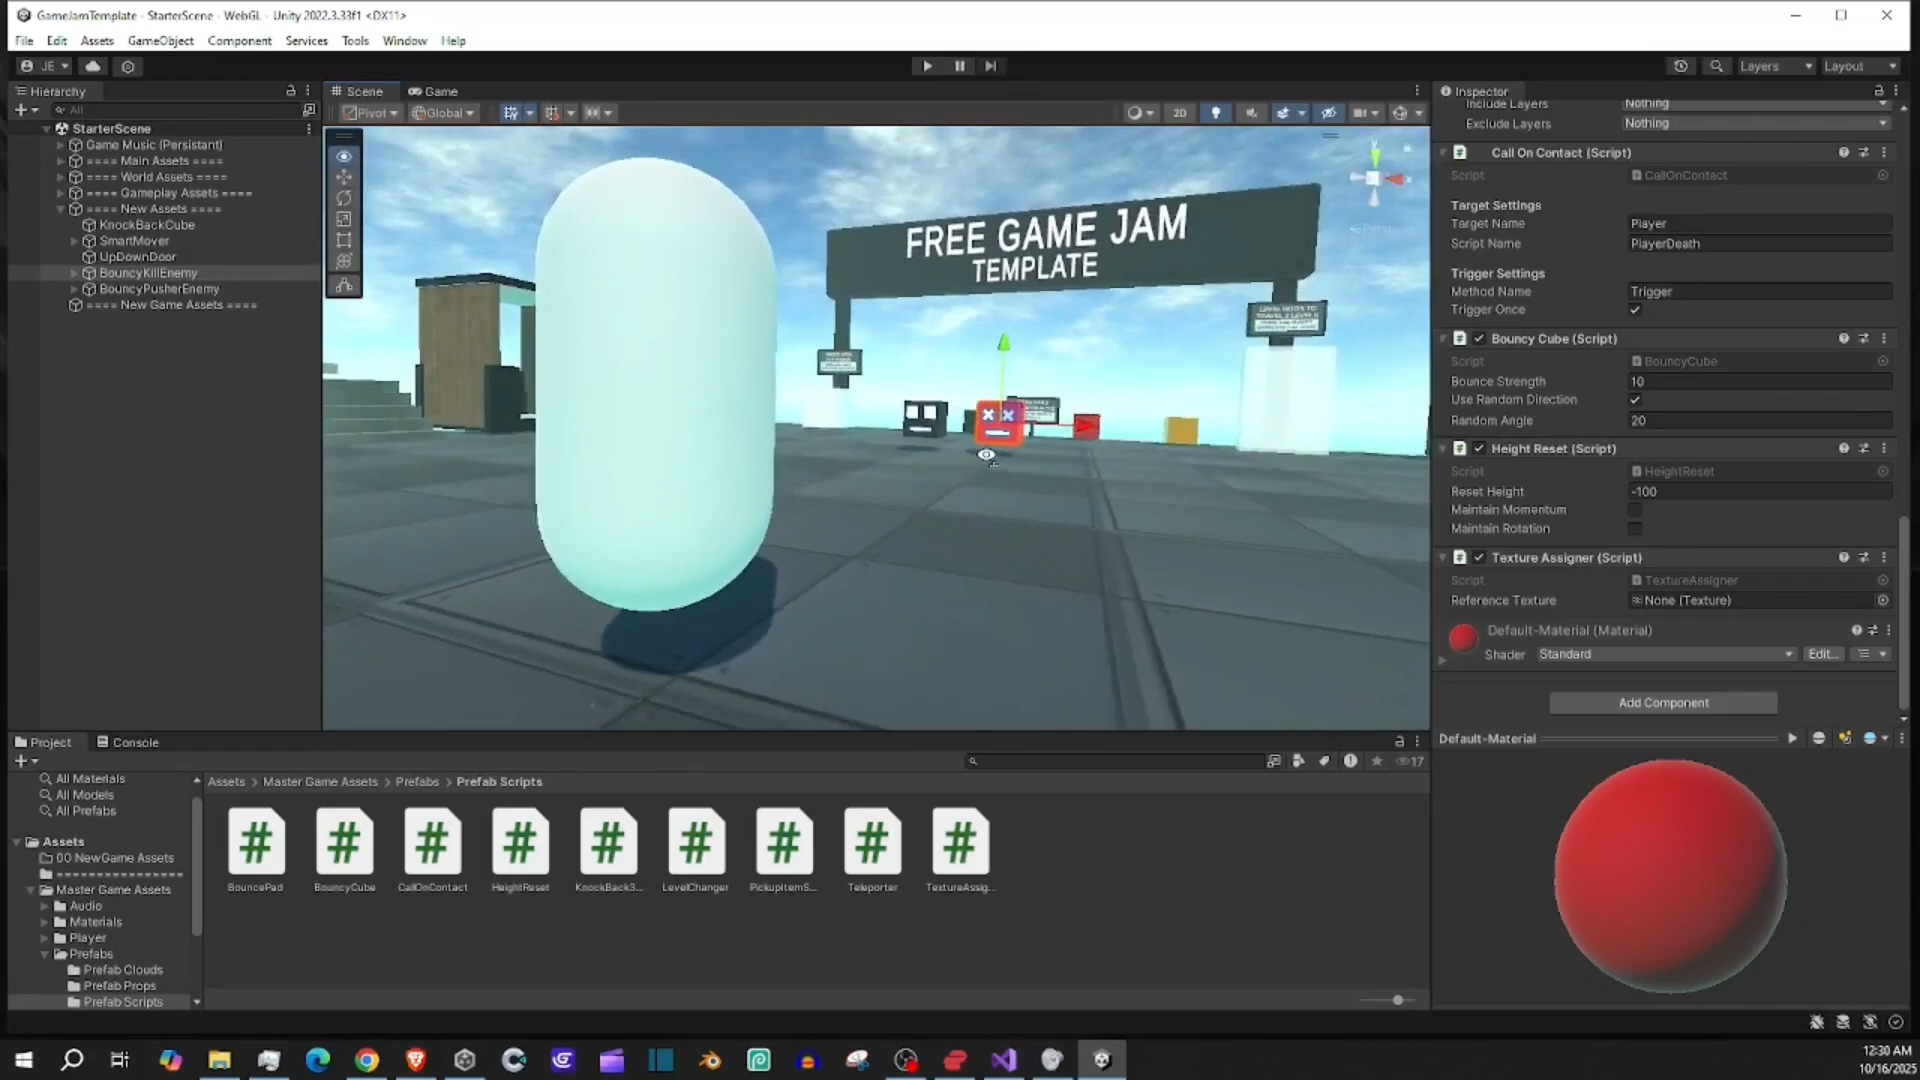 GameJamTemplate - StarterScene - WebGL - Unity 2022.3.33f1 <DX11>
File Edit Assets GameObject Component Services Tools Window Help
JE
Layers
Layout
Hierarchy
All
StarterScene
Game Music (Persistant)
==== Main Assets ====
==== World Assets ====
==== Gameplay Assets ====
==== New Assets ====
KnockBackCube
SmartMover
UpDownDoor
BouncyKillEnemy
BouncyPusherEnemy
==== New Game Assets ====
Scene
Game
Pivot
Global
2D
y
x
Persp
FREE GAME JAM
TEMPLATE
Inspector
Include Layers Nothing
Exclude Layers Nothing
Call On Contact (Script)
Script CallOnContact
Target Settings
Target Name Player
Script Name PlayerDeath
Trigger Settings
Method Name Trigger
Trigger Once
Bouncy Cube (Script)
Script BouncyCube
Bounce Strength 10
Use Random Direction
Random Angle 20
Height Reset (Script)
Script HeightReset
Reset Height -100
Maintain Momentum
Maintain Rotation
Texture Assigner (Script)
Script TextureAssigner
Reference Texture None (Texture)
Default-Material (Material)
Shader Standard Edit...
Add Component
Default-Material
Project
Console
17
All Materials
All Models
All Prefabs
Assets
00 NewGame Assets
================
Master Game Assets
Audio
Materials
Player
Prefabs
Prefab Clouds
Prefab Props
Prefab Scripts
Assets > Master Game Assets > Prefabs > Prefab Scripts
BouncePad
BouncyCube
CallOnContact
HeightReset
KnockBack3...
LevelChanger
PickupItemS...
Teleporter
TextureAssig...
12:30 AM
10/16/2025